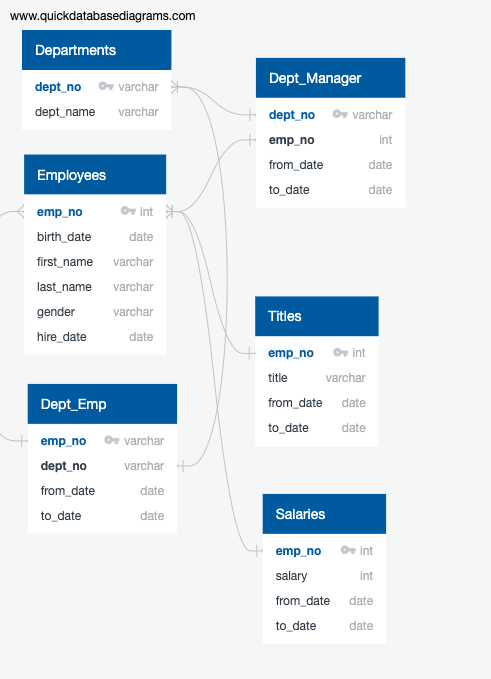 www.quickdatabasediagrams.com
Departments
dept_no varchar
dept_name varchar
Dept_Manager
dept_no varchar
emp_no int
from_date date
to_date date
Employees
emp_no int
birth_date date
first_name varchar
last_name varchar
gender varchar
hire_date date
Titles
emp_no int
title varchar
from_date date
to_date date
Dept_Emp
emp_no varchar
dept_no varchar
from_date date
to_date date
Salaries
emp_no int
salary int
from_date date
to_date date